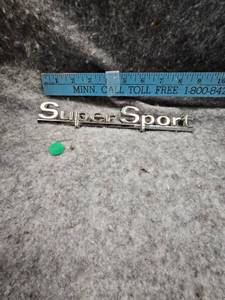 MINN. CALL TOLL FREE 1-800-84
Super Sport